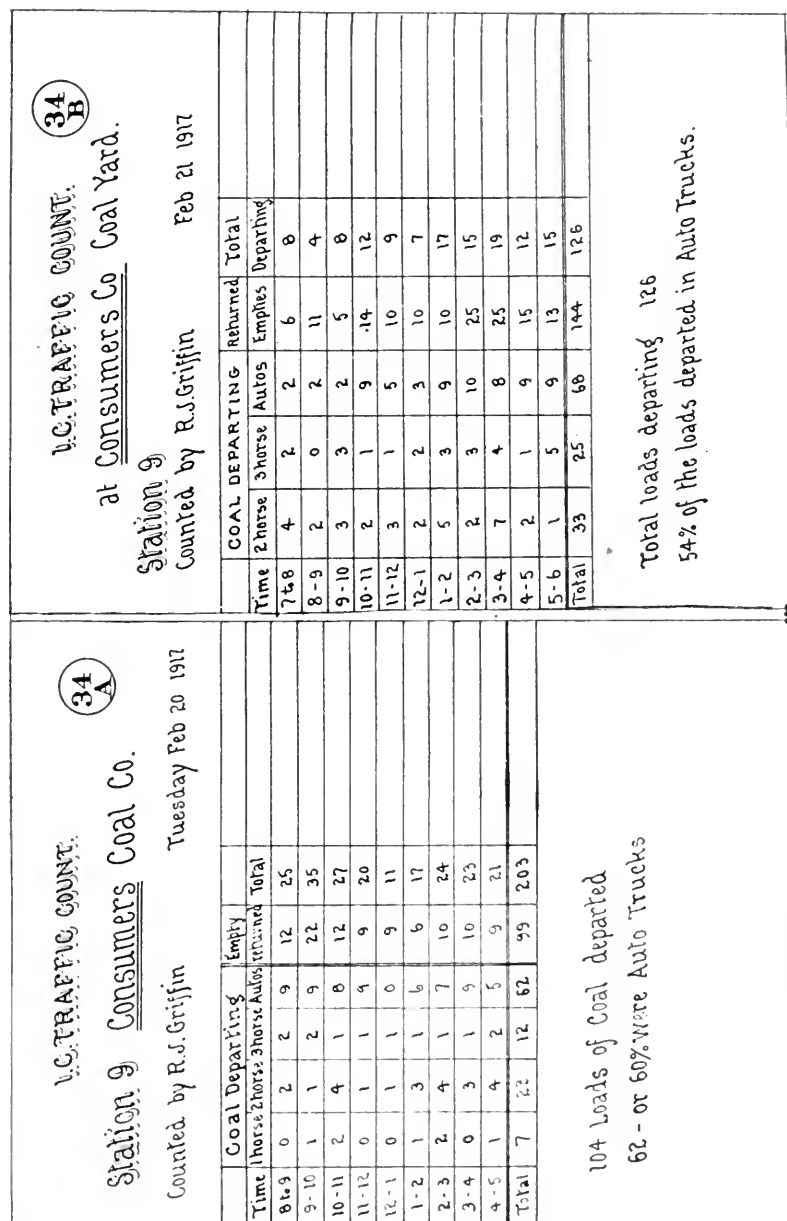 I.C. TRAFFIC COUNT.
34 A
Station 9 Consumers Coal Co.
Counted by R.J. Griffin Tuesday Feb 20 1917
Coal Departing Empty
Time 1 horse 2 horse 3 horse Autos returned Total
8 to 9 0 2 2 9 12 25
9-10 1 1 2 9 22 35
10-11 2 4 1 8 12 27
11-12 0 1 1 9 9 20
12-1 0 1 1 0 9 11
1-2 1 3 1 6 6 17
2-3 2 4 1 7 10 24
3-4 0 3 1 9 10 23
4-5 1 4 2 5 9 21
Total 7 22 12 62 99 203
104 Loads of Coal departed
62 - or 60% Were Auto Trucks
I.C. TRAFFIC COUNT.
34 B
at Consumers Co Coal Yard.
Station 9
Counted by R.J. Griffin Feb 21 1917
COAL DEPARTING Returned Total
Time 2 horse 3 horse Autos Empties Departing
7 to 8 4 2 2 6 8
8-9 2 0 2 11 4
9-10 3 3 2 5 8
10-11 2 1 9 14 12
11-12 3 1 5 10 9
12-1 2 2 3 10 7
1-2 5 3 9 10 17
2-3 2 3 10 25 15
3-4 7 4 8 25 19
4-5 2 1 9 15 12
5-6 1 5 9 13 15
Total 33 25 68 144 126
Total loads departing 126
54% of the loads departed in Auto Trucks.